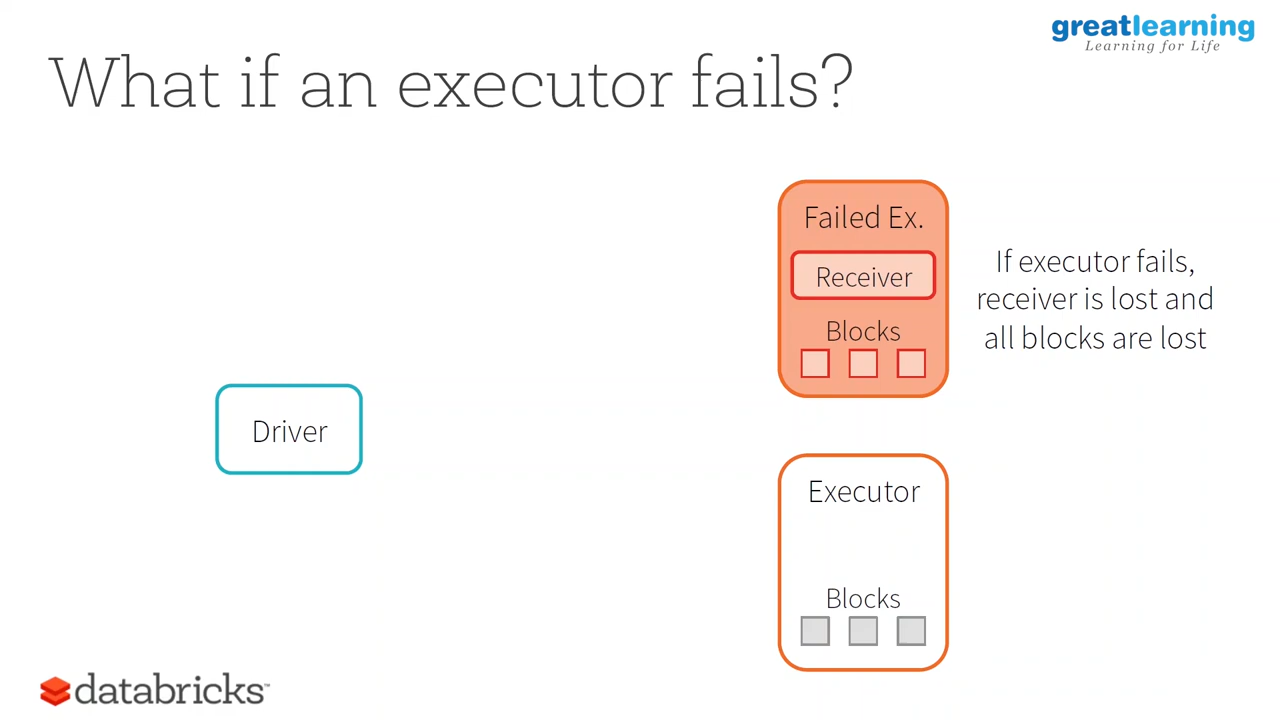 greatlearning
Learning for Life
What if an executor fails?
Failed Ex.
Receiver
Blocks
If executor fails,
receiver is lost and
all blocks are lost
Driver
Executor
Blocks
databricks™